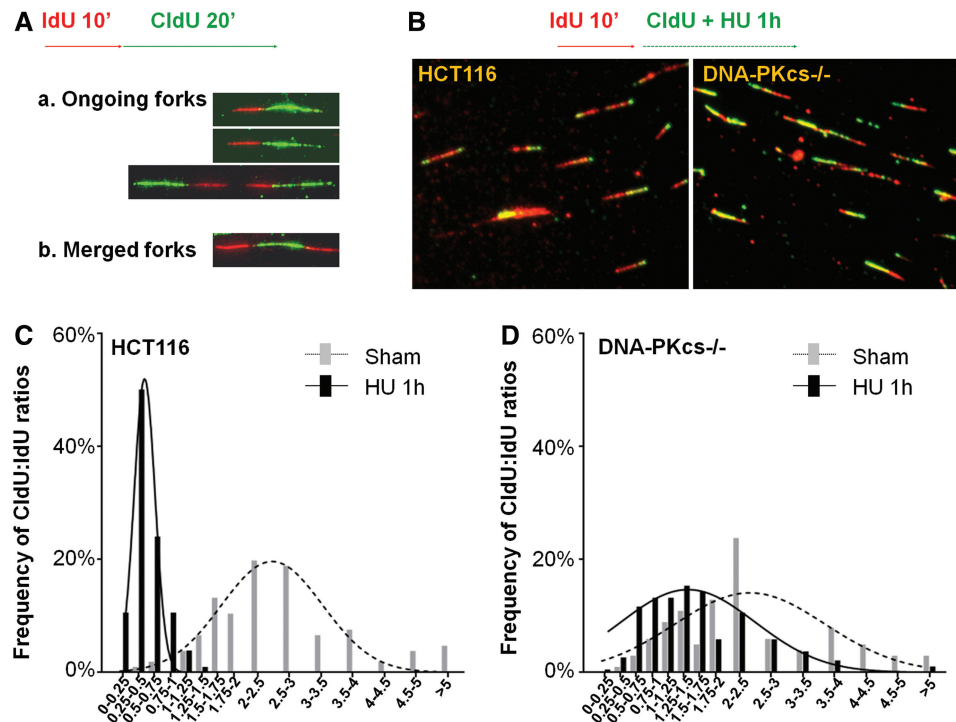 A
IdU 10’ CldU 20’
a. Ongoing forks
b. Merged forks
B
IdU 10’ CldU + HU 1h
HCT116
DNA-PKcs-/-
C
HCT116
Sham
HU 1h
Frequency of CldU:IdU ratios
60%
40%
20%
0%
0-0.25
0.25-0.5
0.5-0.75
0.75-1
1-1.25
1.25-1.5
1.5-1.75
1.75-2
2-2.5
2.5-3
3-3.5
3.5-4
4-4.5
4.5-5
>5
D
DNA-PKcs-/-
Sham
HU 1h
Frequency of CldU:IdU ratios
60%
40%
20%
0%
0-0.25
0.25-0.5
0.5-0.75
0.75-1
1-1.25
1.25-1.5
1.5-1.75
1.75-2
2-2.5
2.5-3
3-3.5
3.5-4
4-4.5
4.5-5
>5